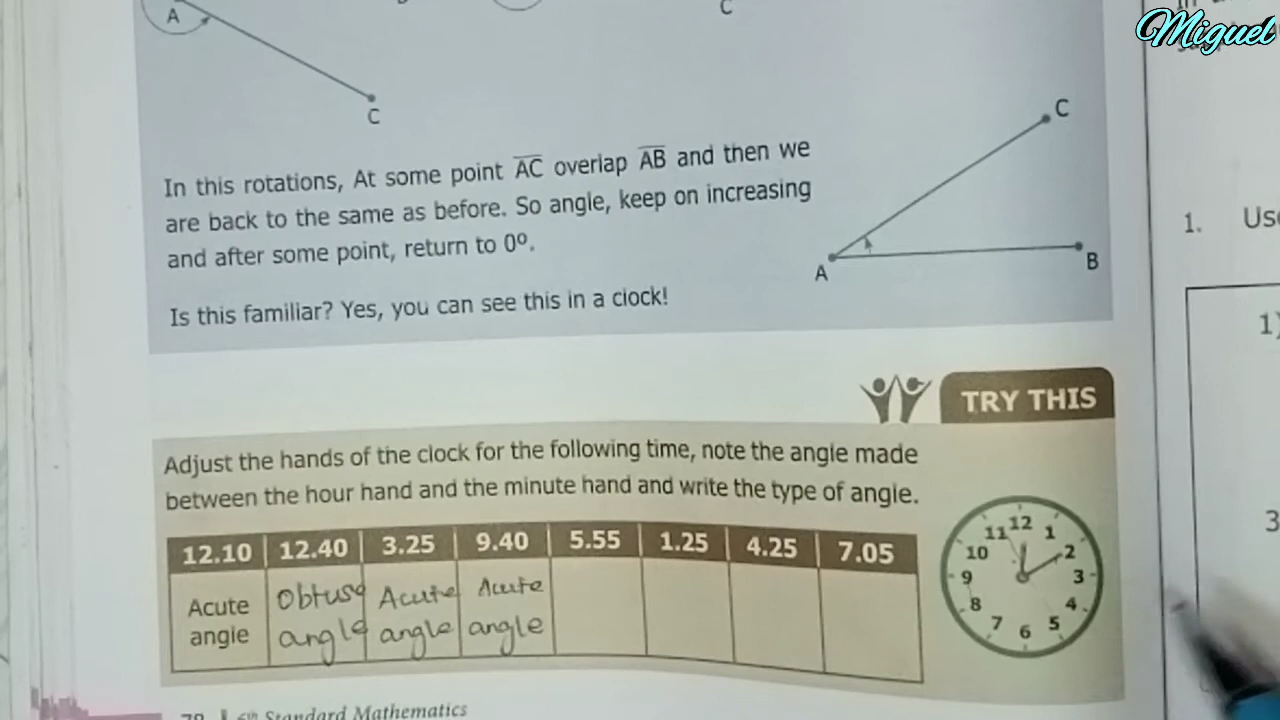 Miguel
A
C
C
In this rotations, At some point AC overlap AB and then we
are back to the same as before. So angle, keep on increasing
and after some point, return to 0º.
Is this familiar? Yes, you can see this in a clock!
C
A
B
1.
1)
3
TRY THIS
Adjust the hands of the clock for the following time, note the angle made
between the hour hand and the minute hand and write the type of angle.
12.10 12.40 3.25 9.40 5.55 1.25 4.25 7.05
Acute angle
Obtuse angle
Acute angle
Acute angle
12
11 1
10 2
9 3
8 4
7 5
6
6th Standard Mathematics